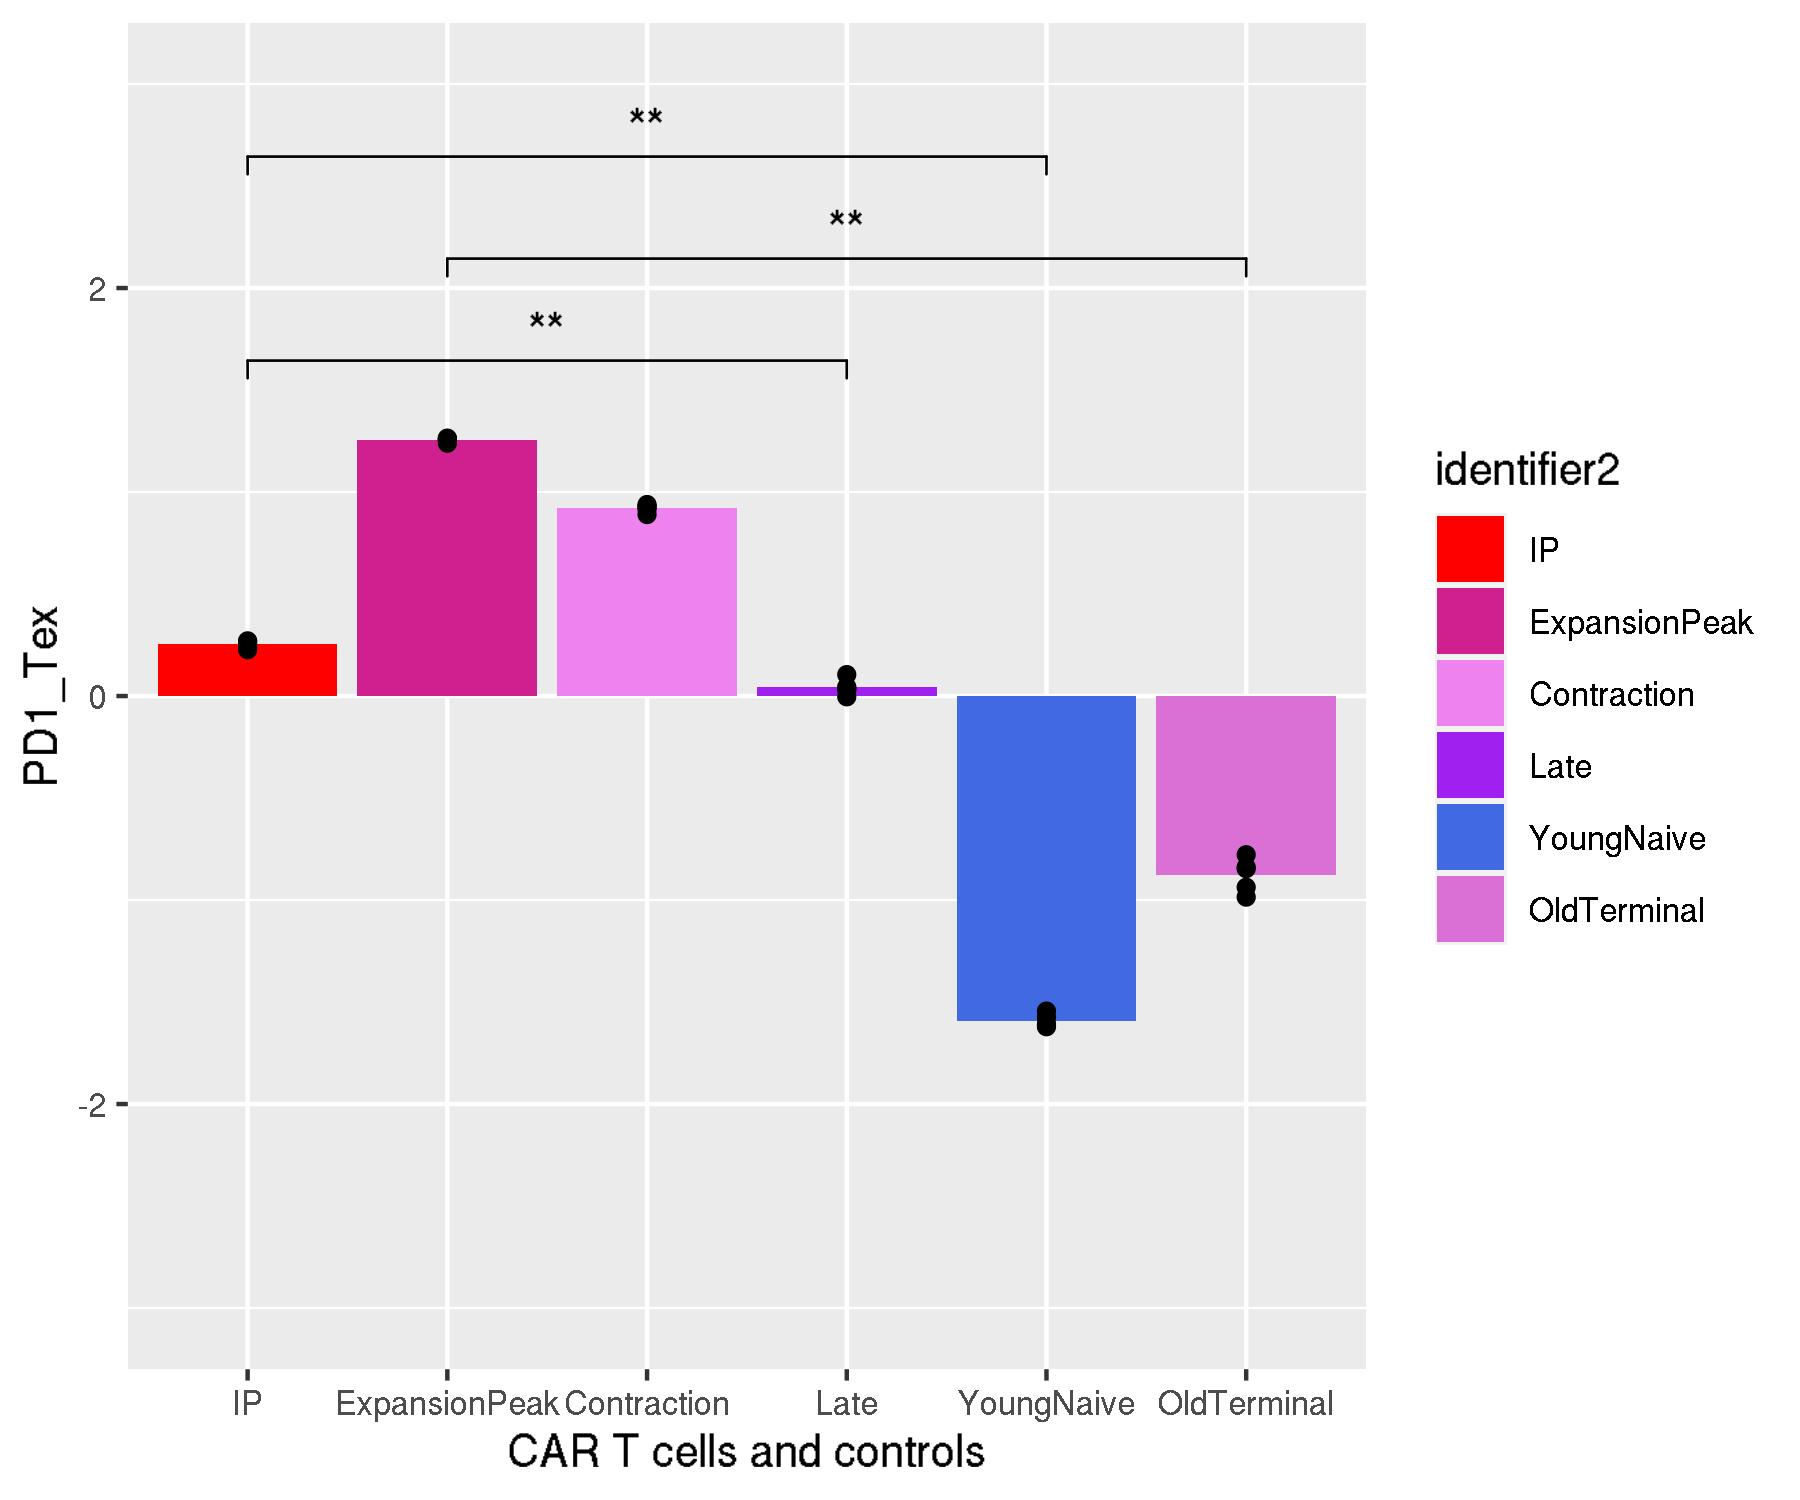 **
**
**
2
0
-2
PD1_Tex
IP
ExpansionPeak
Contraction
Late
YoungNaive
OldTerminal
CAR T cells and controls
identifier2
IP
ExpansionPeak
Contraction
Late
YoungNaive
OldTerminal